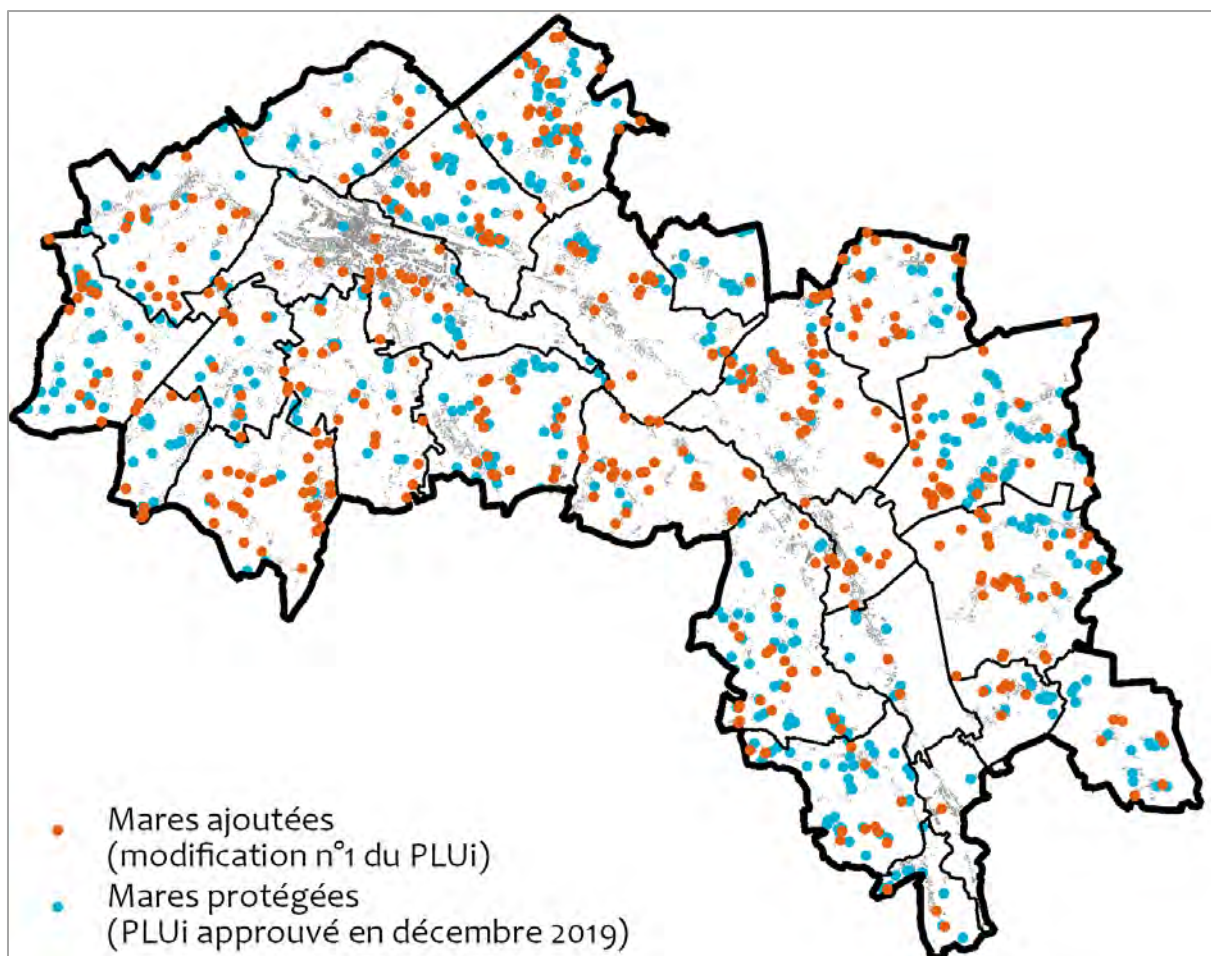 Mares ajoutées
(modification n°1 du PLUi)
Mares protégées
(PLUi approuvé en décembre 2019)